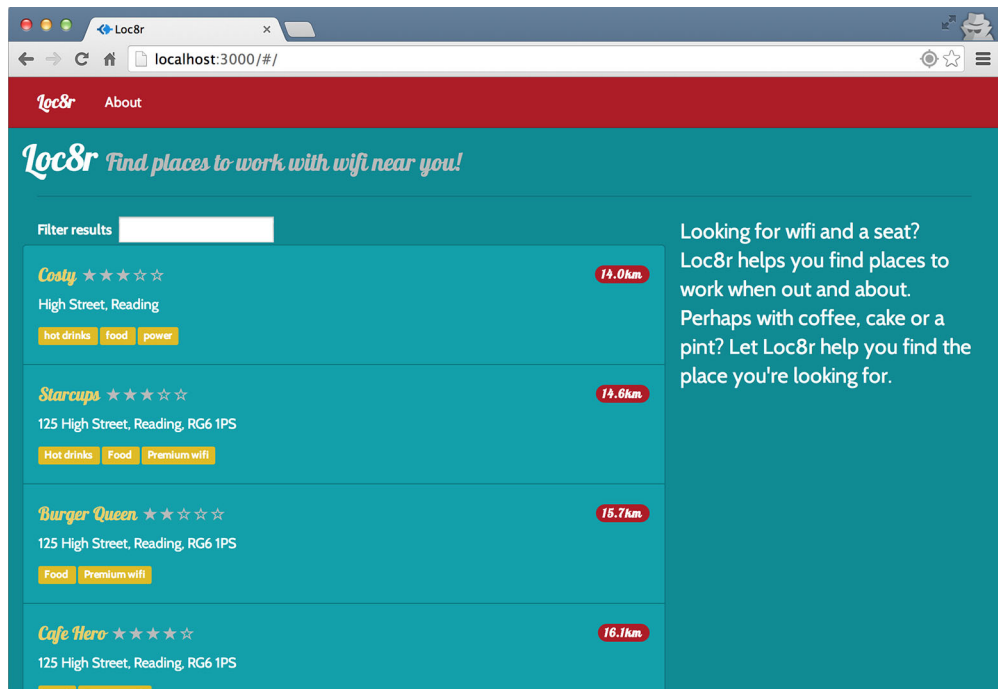 Loc8r
localhost:3000/#/
Loc8r About
Loc8r Find places to work with wifi near you!
Filter results
Costy 14.0km
High Street, Reading
hot drinks food power
Starcups 14.6km
125 High Street, Reading, RG6 1PS
Hot drinks Food Premium wifi
Burger Queen 15.7km
125 High Street, Reading, RG6 1PS
Food Premium wifi
Cafe Hero 16.1km
125 High Street, Reading, RG6 1PS
Looking for wifi and a seat?
Loc8r helps you find places to
work when out and about.
Perhaps with coffee, cake or a
pint? Let Loc8r help you find the
place you're looking for.